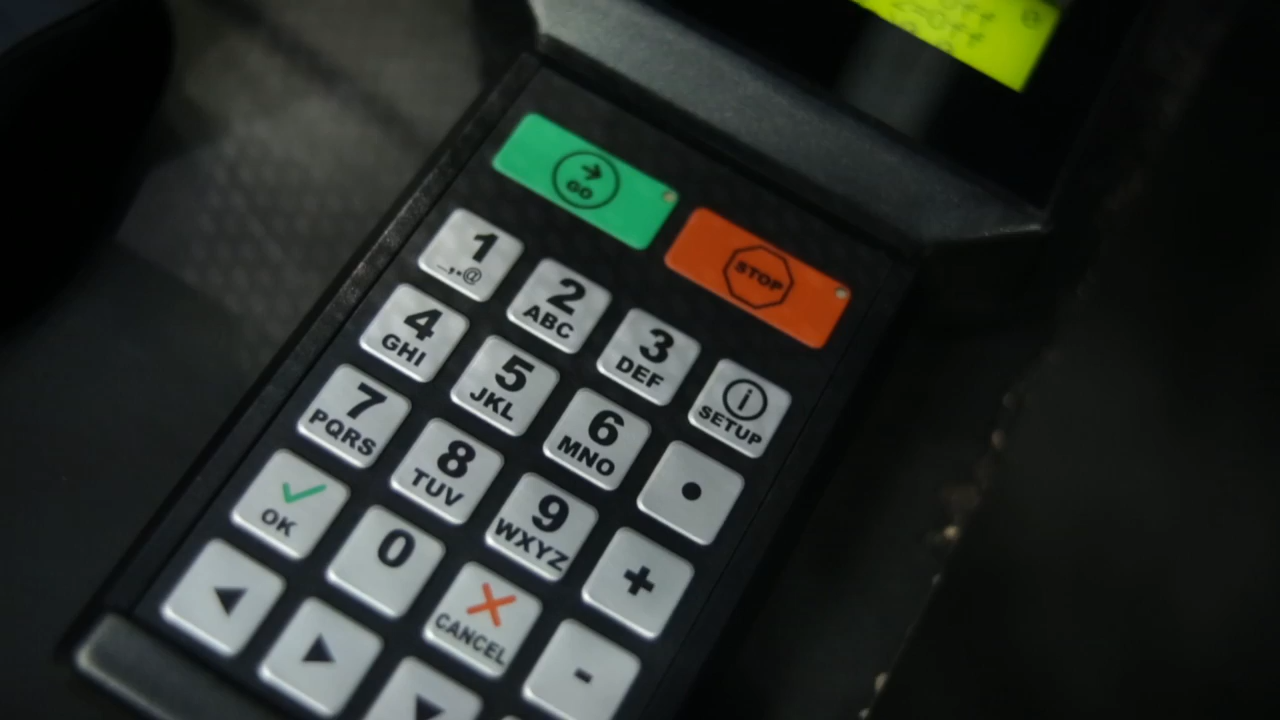 GO
STOP
1
_,.@
2
ABC
3
DEF
i
SETUP
4
GHI
5
JKL
6
MNO
•
7
PQRS
8
TUV
9
WXYZ
+
OK
0
CANCEL
-